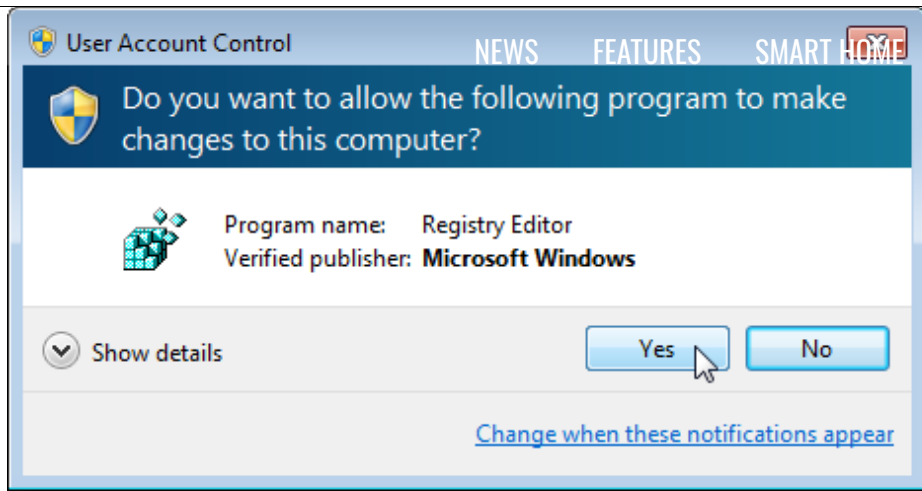 User Account Control
NEWS FEATURES SMART HOME
Do you want to allow the following program to make
changes to this computer?
Program name: Registry Editor
Verified publisher: Microsoft Windows
Show details
Yes No
Change when these notifications appear